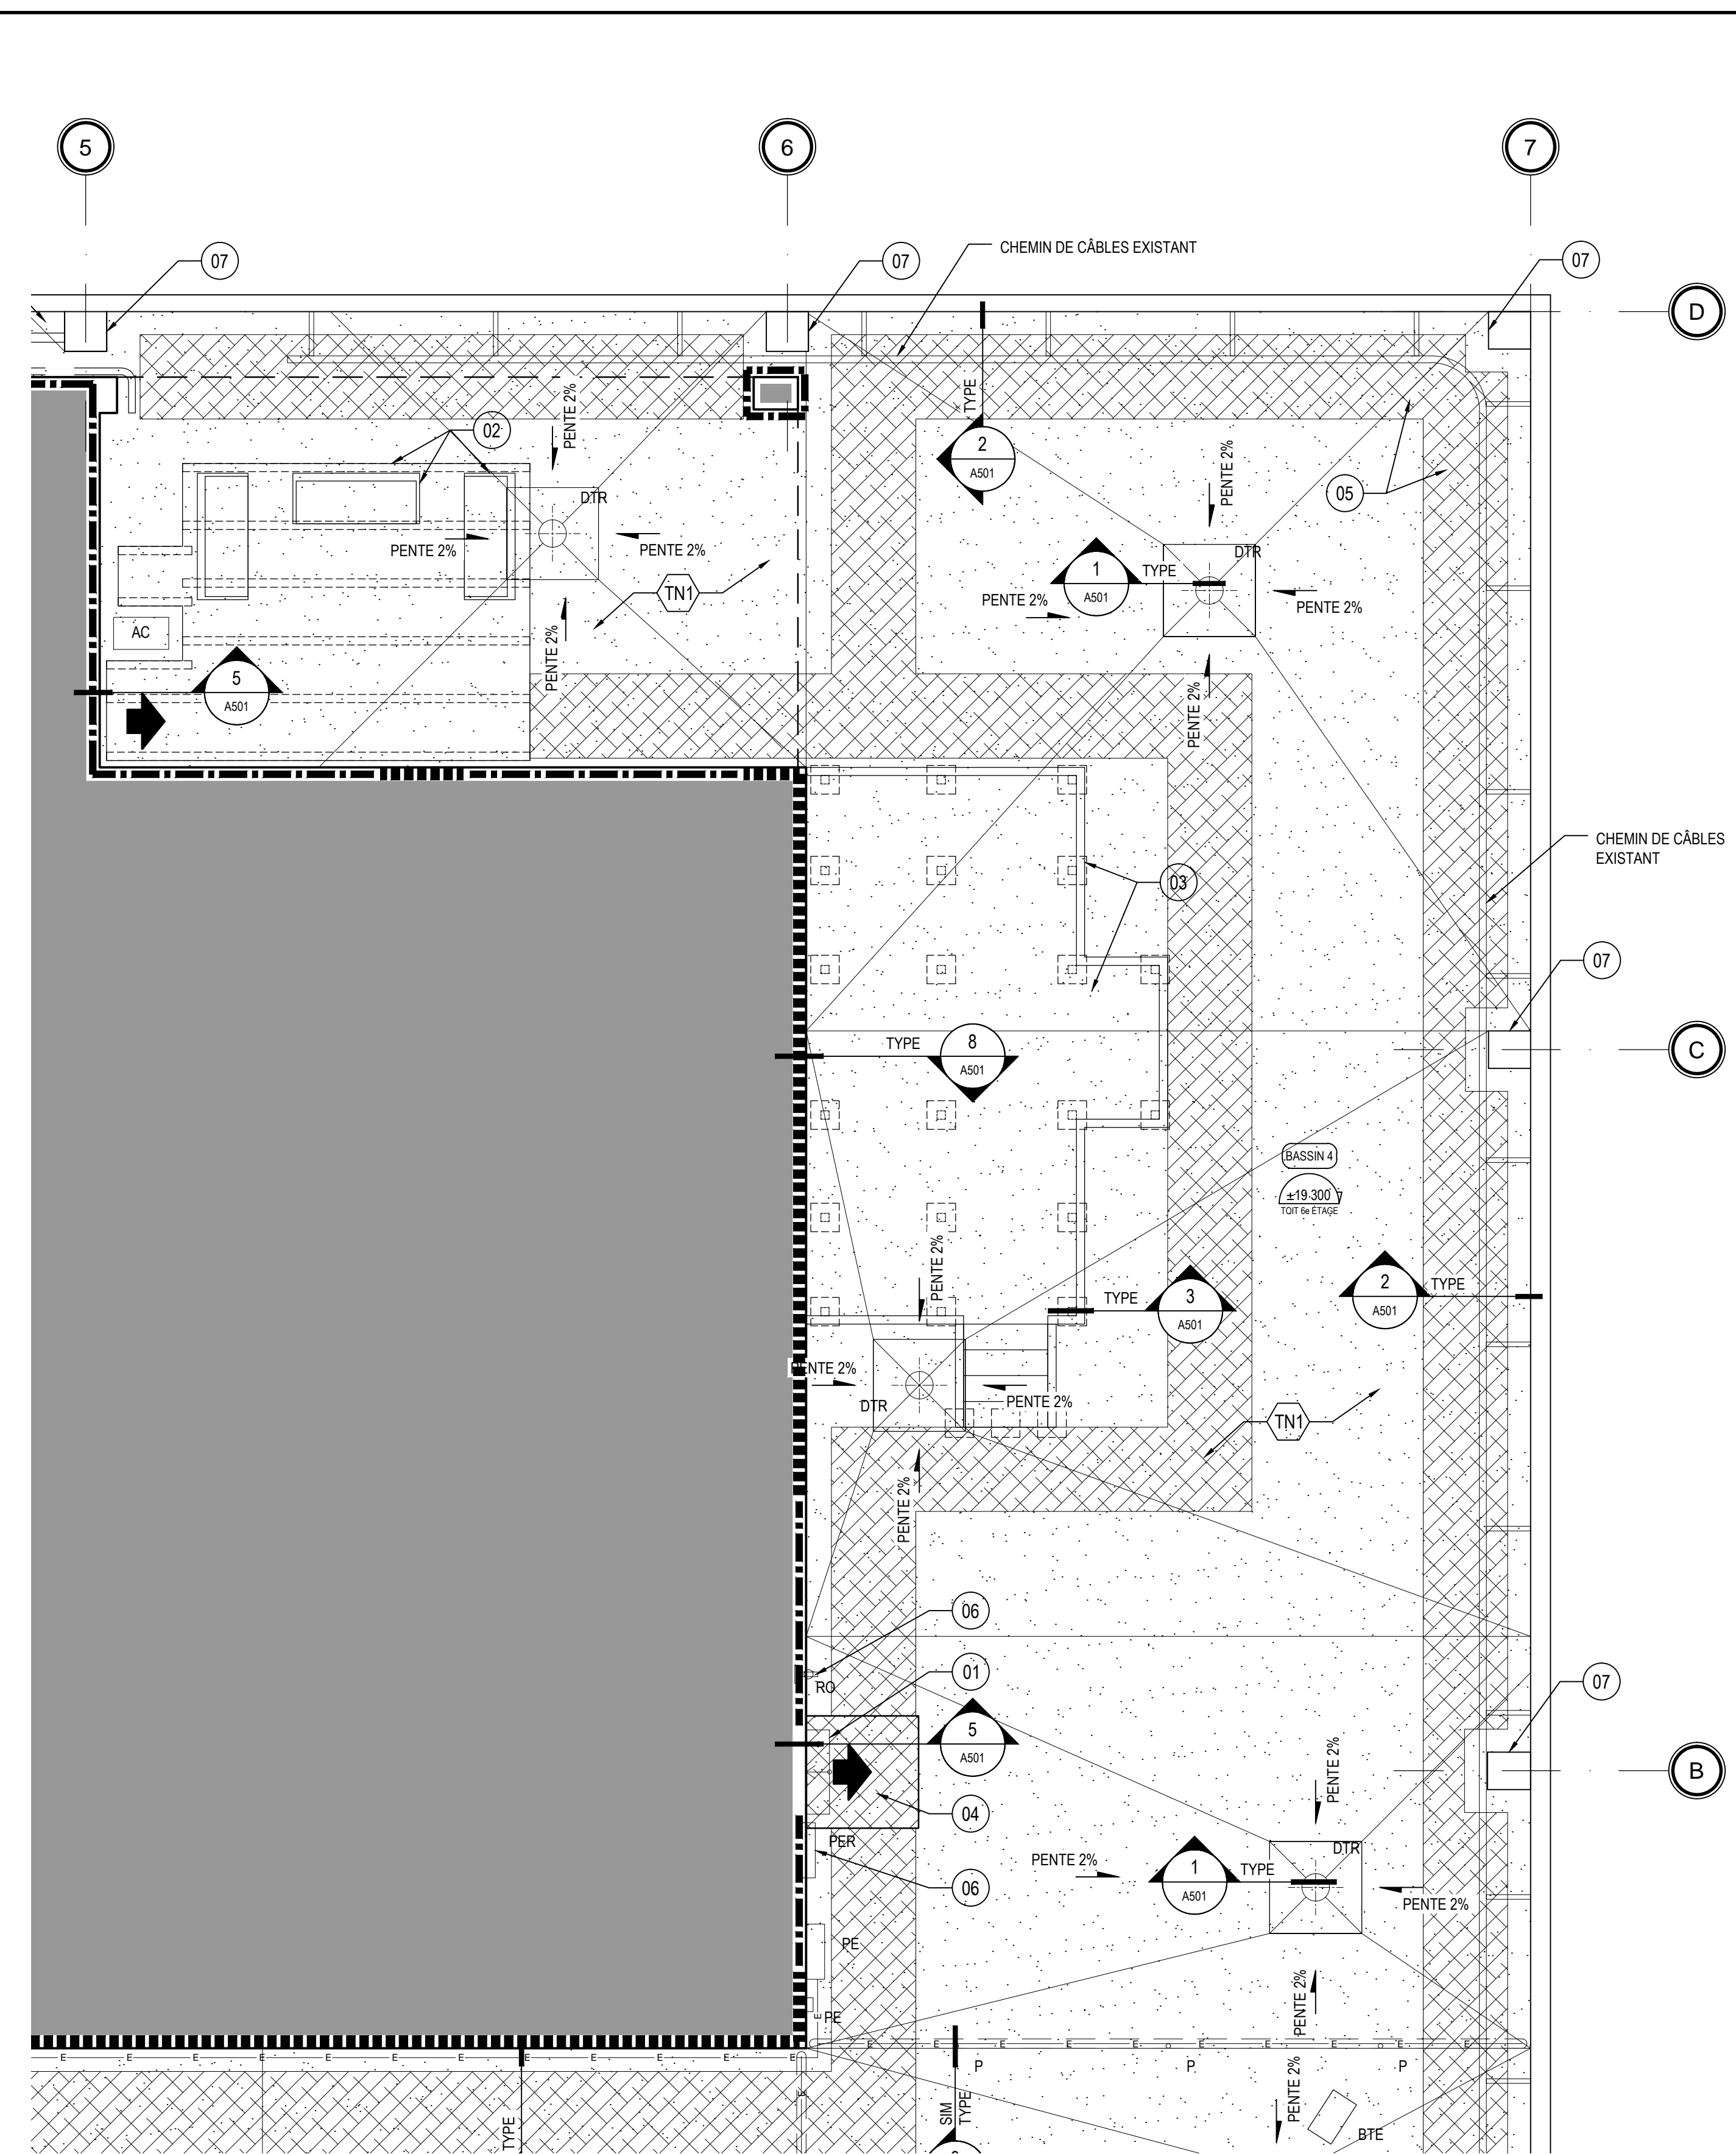 5
6
7
07
07
CHEMIN DE CÂBLES EXISTANT
07
D
TYPE
PENTE 2%
02
2
A501
PENTE 2%
05
DTR
PENTE 2%
PENTE 2%
DTR
1
A501
TYPE
TN1
PENTE 2%
PENTE 2%
AC
PENTE 2%
5
A501
PENTE 2%
CHEMIN DE CÂBLES
EXISTANT
03
07
TYPE
8
A501
C
BASSIN 4
±19 300
TOIT 6e ÉTAGE
PENTE 2%
TYPE
3
A501
2
A501
TYPE
PENTE 2%
PENTE 2%
DTR
TN1
PENTE 2%
06
01
RO
07
5
A501
PENTE 2%
B
04
PER
DTR
PENTE 2%
1
A501
TYPE
06
PENTE 2%
PE
PENTE 2%
E PE
E E E E E E E E E E E E
E E E E E E E E E
P P P
E
PENTE 2%
TYPE
SIM
TYPE
BTE